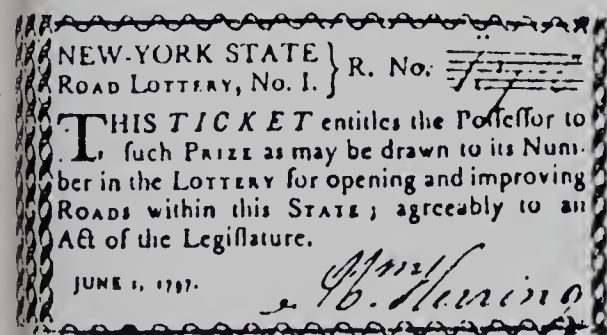 NEW-YORK STATE
ROAD LOTTERY, No. I. } R. No.
THIS TICKET entitles the Poſſeſſor to
ſuch PRIZE as may be drawn to its Num-
ber in the LOTTERY for opening and improving
ROADS within this STATE; agreeably to an
Act of the Legiſlature.
JUNE 1, 1797.
Wm. Herring